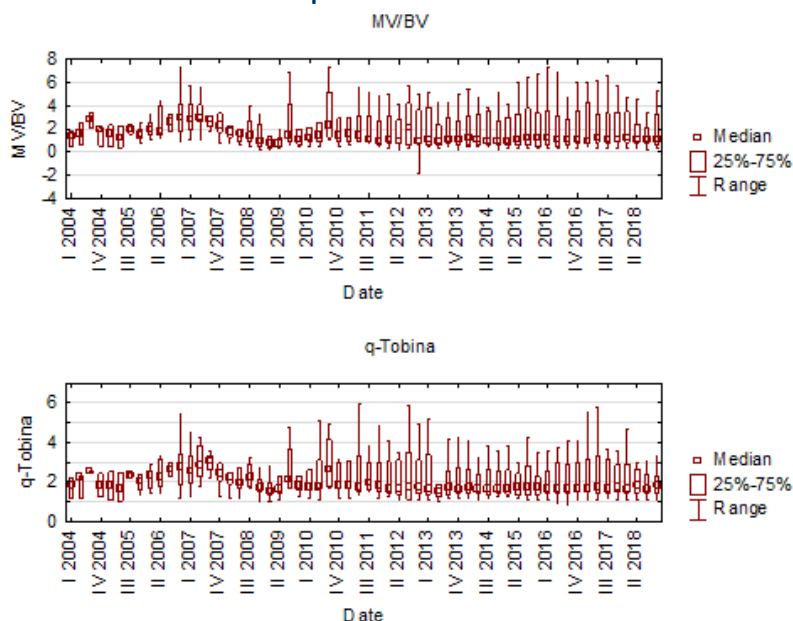 MV/BV
8
6
4
2
0
-2
-4
MV/BV
I 2004
IV 2004
III 2005
II 2006
I 2007
IV 2007
III 2008
II 2009
I 2010
IV 2010
III 2011
II 2012
I 2013
IV 2013
III 2014
II 2015
I 2016
IV 2016
III 2017
II 2018
Date
Median
25%-75%
Range
q-Tobina
6
4
2
0
q-Tobina
I 2004
IV 2004
III 2005
II 2006
I 2007
IV 2007
III 2008
II 2009
I 2010
IV 2010
III 2011
II 2012
I 2013
IV 2013
III 2014
II 2015
I 2016
IV 2016
III 2017
II 2018
Date
Median
25%-75%
Range